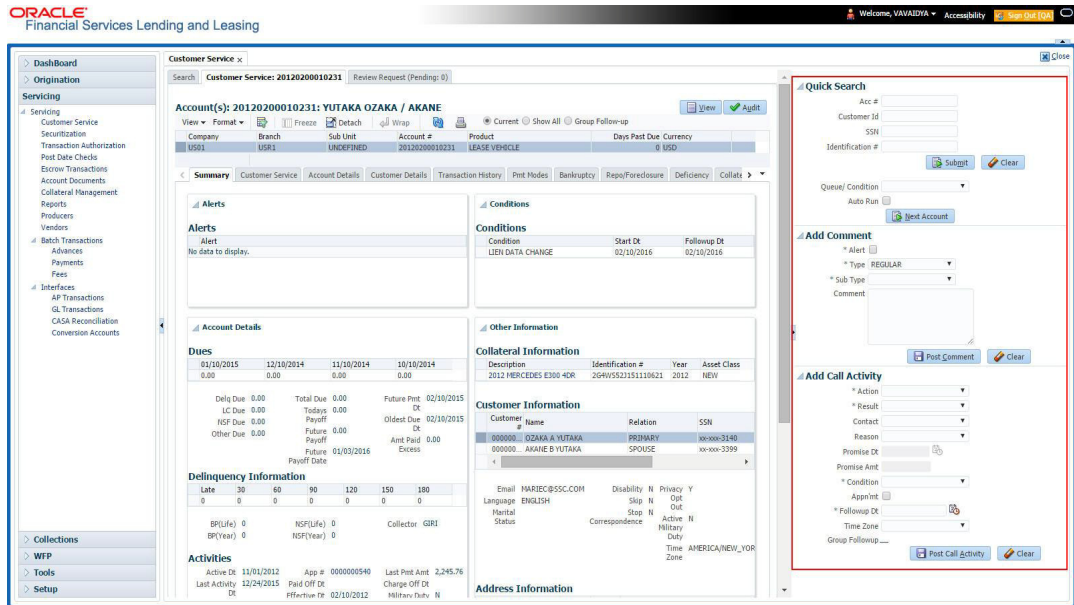 ORACLE
Financial Services Lending and Leasing
Welcome, VAVAIDYA
Accessibility
Sign Out [QA]
DashBoard
Origination
Servicing
Servicing
Customer Service
Securitization
Transaction Authorization
Post Date Checks
Escrow Transactions
Account Documents
Collateral Management
Reports
Producers
Vendors
Batch Transactions
Advances
Payments
Fees
Interfaces
AP Transactions
GL Transactions
CASA Reconciliation
Conversion Accounts
Collections
WFP
Tools
Setup
Customer Service x
Close
Search Customer Service: 20120200010231 Review Request (Pending: 0)
Account(s): 20120200010231: YUTAKA OZAKA / AKANE
View Audit
View Format Freeze Detach Wrap Current Show All Group Follow-up
Company Branch Sub Unit Account # Product Days Past Due Currency
US01 USR1 UNDEFINED 20120200010231 LEASE VEHICLE 0 USD
Summary Customer Service Account Details Customer Details Transaction History Pmt Modes Bankruptcy Repo/Foreclosure Deficiency Collate
Alerts
Alerts
Alert
No data to display.
Conditions
Conditions
Condition Start Dt Followup Dt
LIEN DATA CHANGE 02/10/2016 02/10/2016
Account Details
Dues
01/10/2015 12/10/2014 11/10/2014 10/10/2014
0.00 0.00 0.00 0.00
Delq Due 0.00
LC Due 0.00
NSF Due 0.00
Other Due 0.00
Total Due 0.00
Todays Payoff 0.00
Future Payoff 0.00
Future Payoff Date 01/03/2016
Future Pmt Dt 02/10/2015
Oldest Due Dt 02/10/2015
Amt Paid Excess 0.00
Delinquency Information
Late 30 60 90 120 150 180
0 0 0 0 0 0 0
BP(Life) 0 NSF(Life) 0 Collector GIRI
BP(Year) 0 NSF(Year) 0
Activities
Active Dt 11/01/2012 App # 0000000540 Last Pmt Amt 2,245.76
Last Activity Dt 12/24/2015 Paid Off Dt Charge Off Dt
Effective Dt 02/10/2012 Military Duty N
Other Information
Collateral Information
Description Identification # Year Asset Class
2012 MERCEDES E300 4DR 2G4WS52J151110621 2012 NEW
Customer Information
Customer # Name Relation SSN
000000... OZAKA A YUTAKA PRIMARY xx-xxx-3140
000000... AKANE B YUTAKA SPOUSE xx-xxx-3399
Email MARIEC@SSC.COM
Language ENGLISH
Marital Status
Disability N
Skip N
Stop Correspondence N
Privacy Opt Out Y
Active Military Duty N
Time Zone AMERICA/NEW_YOR
Address Information
Quick Search
Acc #
Customer Id
SSN
Identification #
Submit Clear
Queue/ Condition
Auto Run
Next Account
Add Comment
* Alert
* Type REGULAR
* Sub Type
Comment
Post Comment Clear
Add Call Activity
* Action
* Result
Contact
Reason
Promise Dt
Promise Amt
* Condition
Appn'mt
* Followup Dt
Time Zone
Group Followup
Post Call Activity Clear